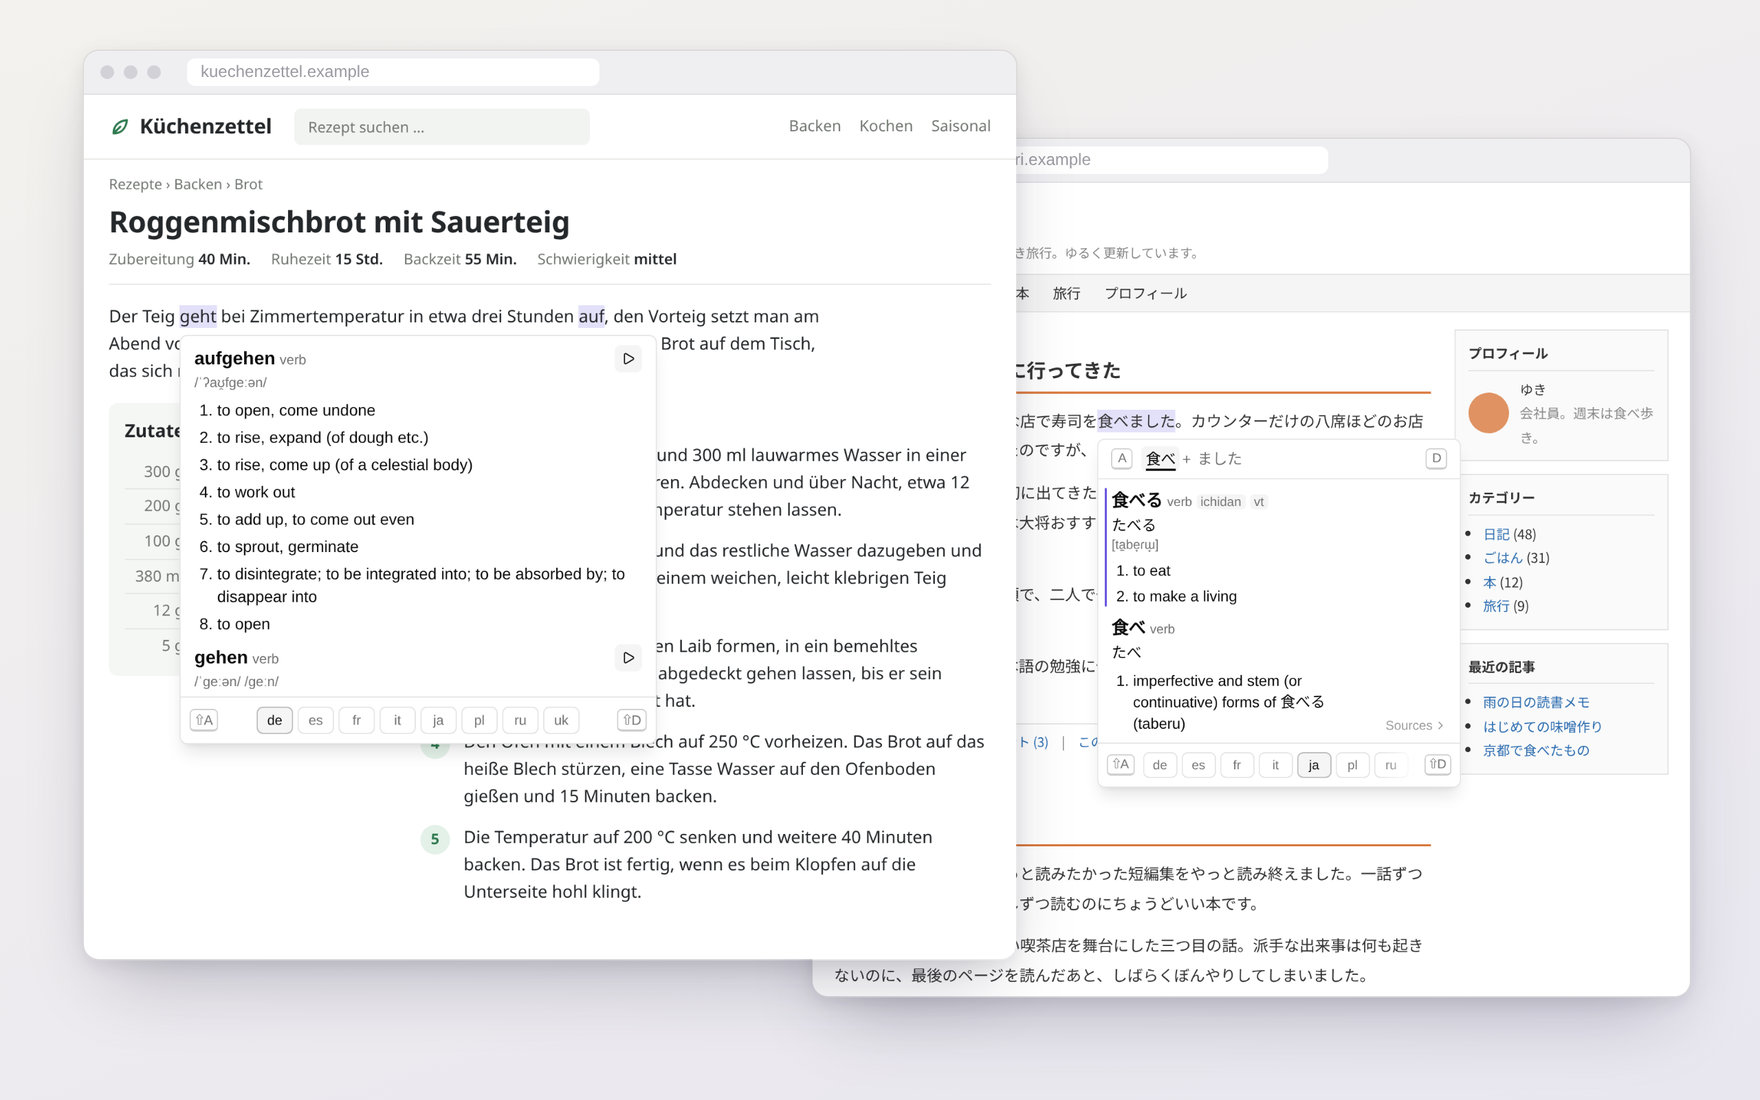 kuechenzettel.example
Küchenzettel
Rezept suchen ...
Backen Kochen Saisonal
Rezepte › Backen › Brot
Roggenmischbrot mit Sauerteig
Zubereitung 40 Min. Ruhezeit 15 Std. Backzeit 55 Min. Schwierigkeit mittel
Der Teig geht bei Zimmertemperatur in etwa drei Stunden auf, den Vorteig setzt man am
Abend Brot auf dem Tisch,
das sich
aufgehen verb
/ˈʔaʊ̯fɡeːən/
1. to open, come undone
2. to rise, expand (of dough etc.)
3. to rise, come up (of a celestial body)
4. to work out
5. to add up, to come out even
6. to sprout, germinate
7. to disintegrate; to be integrated into; to be absorbed by; to
disappear into
8. to open
gehen verb
/ˈɡeːən/ /ɡeːn/
⇧A de es fr it ja pl ru uk ⇧D
300 g
200 g
100 g
380
12 g
5 g
und 300 ml lauwarmes Wasser in einer
Abdecken und über Nacht, etwa 12
stehen lassen.
und das restliche Wasser dazugeben und
einem weichen, leicht klebrigen Teig
Laib formen, in ein bemehltes
abgedeckt gehen lassen, bis er sein
hat.
4 Den Ofen mit einem Blech auf 250 °C vorheizen. Das Brot auf das
heiße Blech stürzen, eine Tasse Wasser auf den Ofenboden
gießen und 15 Minuten backen.
5 Die Temperatur auf 200 °C senken und weitere 40 Minuten
backen. Das Brot ist fertig, wenn es beim Klopfen auf die
Unterseite hohl klingt.
ri.example
き旅行。ゆるく更新しています。
本 旅行 プロフィール
に行ってきた
店で寿司を食べました。カウンターだけの八席ほどのお店
のですが、
に出てきた
大将おすす
で、二人で
語の勉強に
ト (3) | この
A 食べ + ました D
食べる verb ichidan vt
たべる
[ta̠be̞ɾɯ̟]
1. to eat
2. to make a living
食べ verb
たべ
1. imperfective and stem (or
continuative) forms of 食べる
(taberu)
Sources ›
⇧A de es fr it ja pl ru ⇧D
っと読みたかった短編集をやっと読み終えました。一話ずつ
ずつ読むのにちょうどいい本です。
い喫茶店を舞台にした三つ目の話。派手な出来事は何も起き
ないのに、最後のページを読んだあと、しばらくぼんやりしてしまいました。
プロフィール
ゆき
会社員。週末は食べ歩
き。
カテゴリー
日記 (48)
ごはん (31)
本 (12)
旅行 (9)
最近の記事
雨の日の読書メモ
はじめての味噌作り
京都で食べたもの